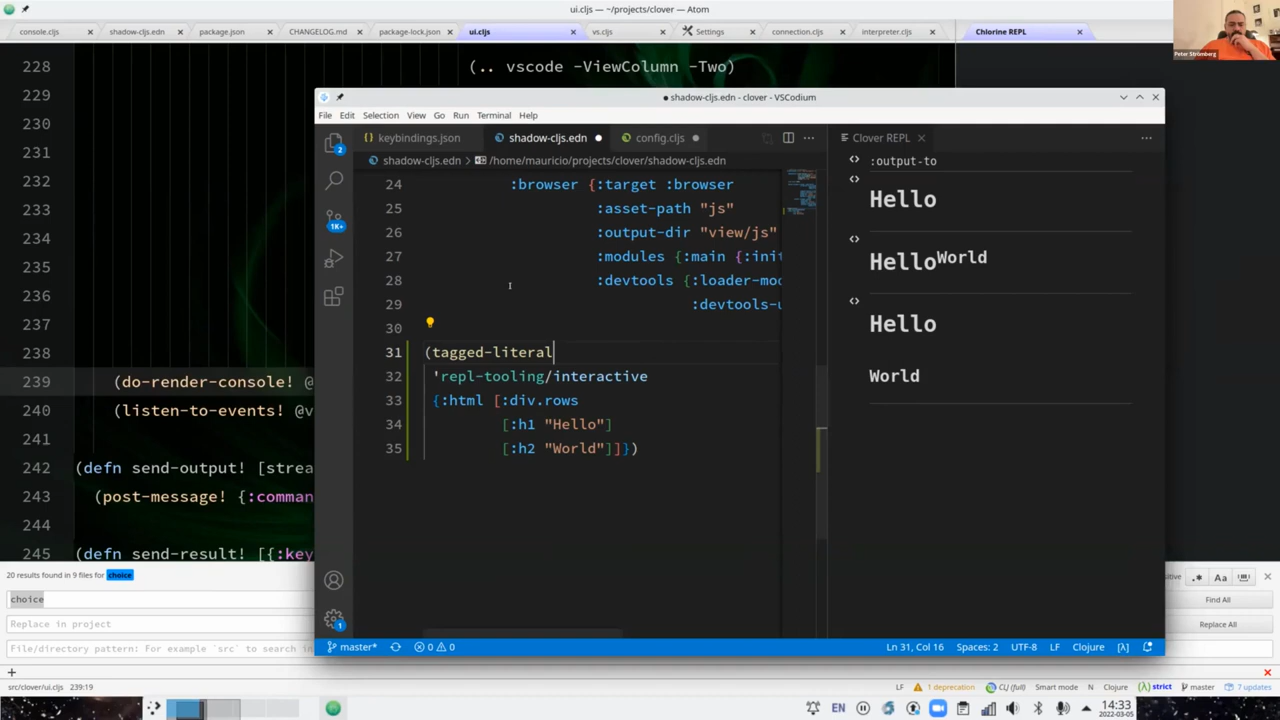 ui.cljs — ~/projects/clover — Atom
console.cljs
shadow-cljs.edn
package.json
CHANGELOG.md
package-lock.json
ui.cljs
vs.cljs
Settings
connection.cljs
interpreter.cljs
Chlorine REPL
Peter Strömberg
228 (.. vscode -ViewColumn -Two)
229
230
231
232
233
234
235
236
237
238
239 (do-render-console! @
240 (listen-to-events! @v
241
242 (defn send-output! [strea
243 (post-message! {:comman
244
245 (defn send-result! [{:key
shadow-cljs.edn - clover - VSCodium
File Edit Selection View Go Run Terminal Help
keybindings.json
shadow-cljs.edn
config.cljs
shadow-cljs.edn > /home/mauricio/projects/clover/shadow-cljs.edn
2
1K+
1
24 :browser {:target :browser
25 :asset-path "js"
26 :output-dir "view/js"
27 :modules {:main {:init
28 :devtools {:loader-mod
29 :devtools-u
30
31 (tagged-literal
32 'repl-tooling/interactive
33 {:html [:div.rows
34 [:h1 "Hello"]
35 [:h2 "World"]]})
Clover REPL
:output-to
Hello
HelloWorld
Hello
World
master* 0 0 Ln 31, Col 16 Spaces: 2 UTF-8 LF Clojure [λ]
20 results found in 9 files for choice
choice
Replace in project
File/directory pattern: For example `src` to search in
.*
Aa
Find All
Replace All
src/clover/ui.cljs 239:19
LF 1 deprecation CLJ (full) Smart mode N Clojure (λ) strict master 7 updates
EN
14:33
2022-03-05